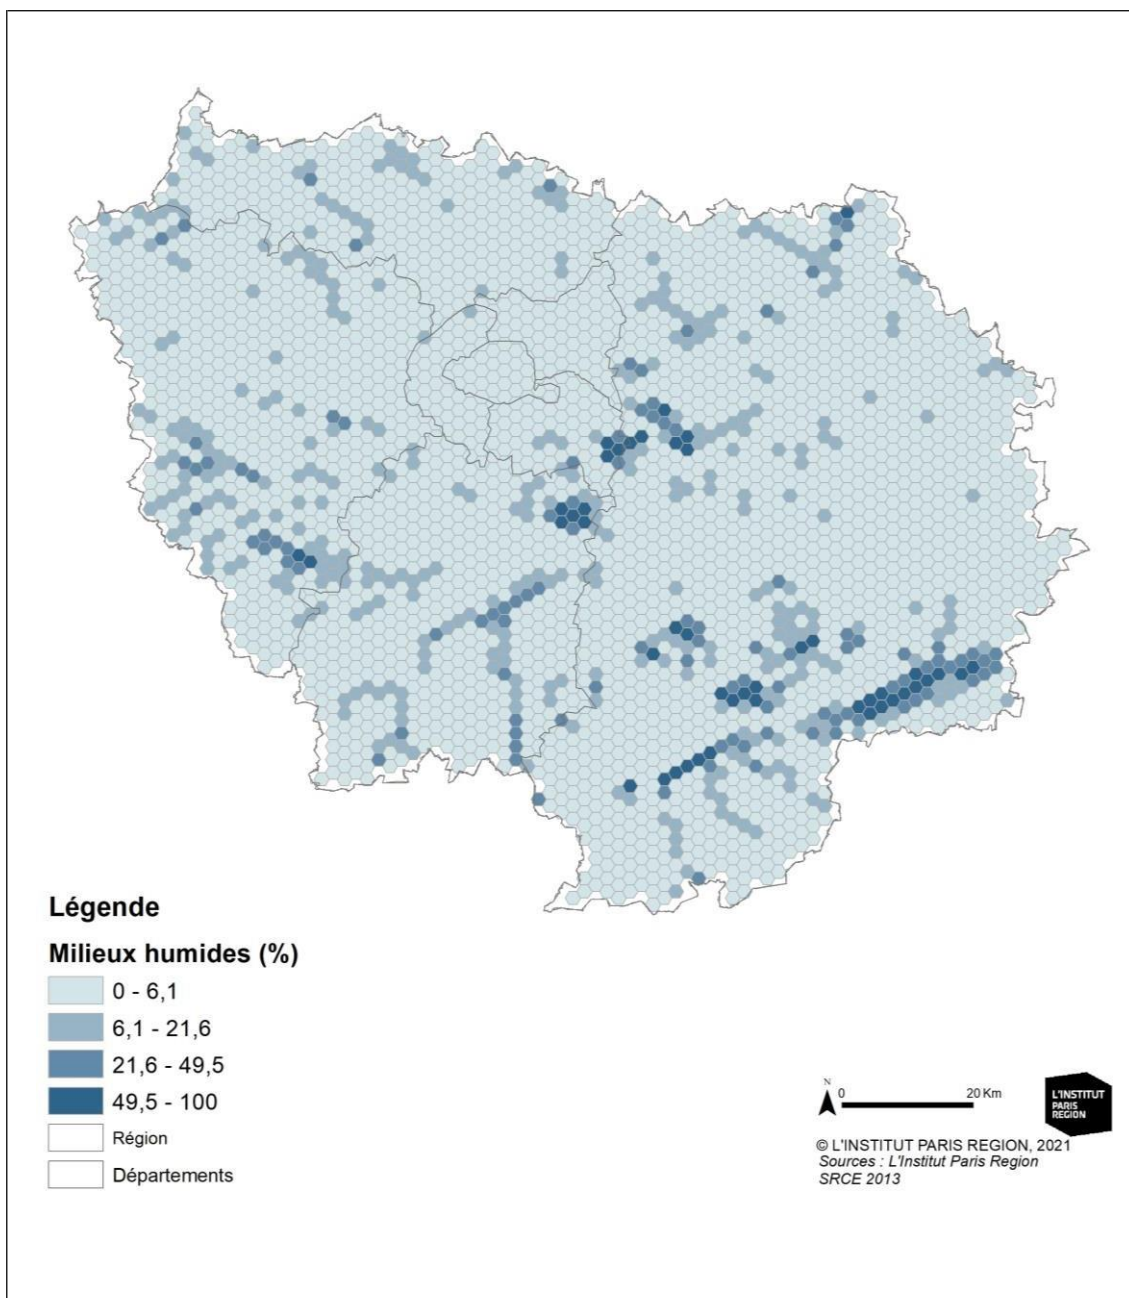 Légende
Milieux humides (%)
0 - 6,1
6,1 - 21,6
21,6 - 49,5
49,5 - 100
Région
Départements
N
0 20 Km
L'INSTITUT
PARIS
REGION
© L'INSTITUT PARIS REGION, 2021
Sources : L'Institut Paris Region
SRCE 2013